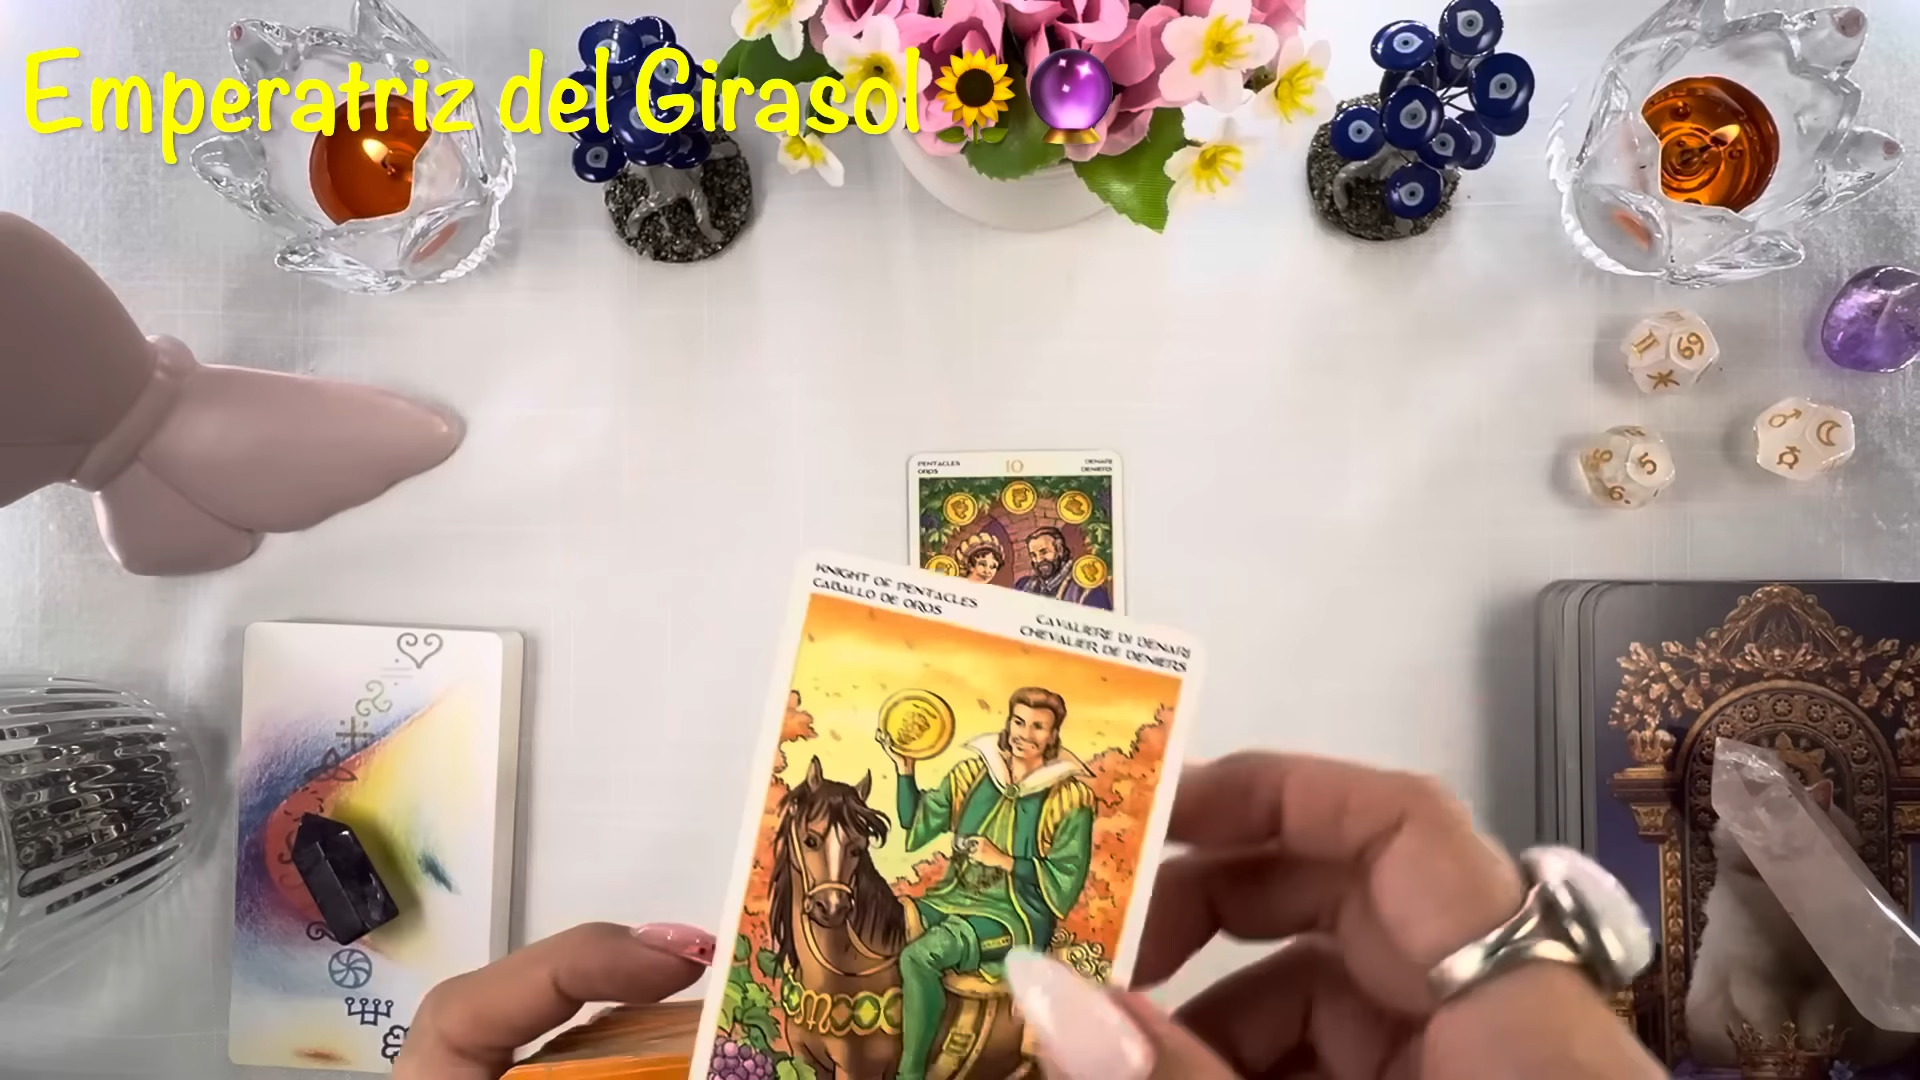 Emperatriz del Girasol🌻🔮
PENTACLES 10 DENARI
OROS DENIERS
KNIGHT OF PENTACLES
CABALLO DE OROS
CAVALIERE DI DENARI
CHEVALIER DE DENIERS